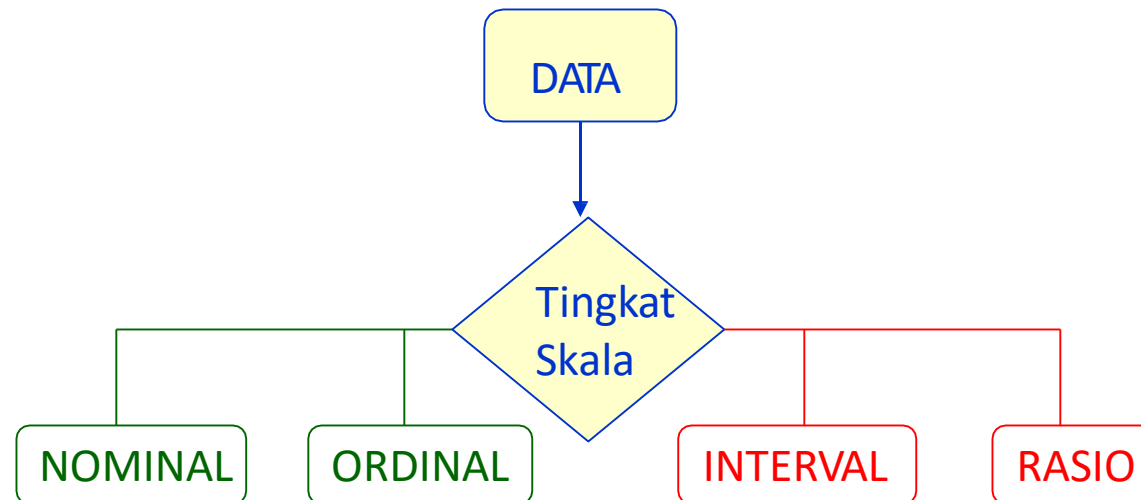 DATA
Tingkat
Skala
NOMINAL
ORDINAL
INTERVAL
RASIO